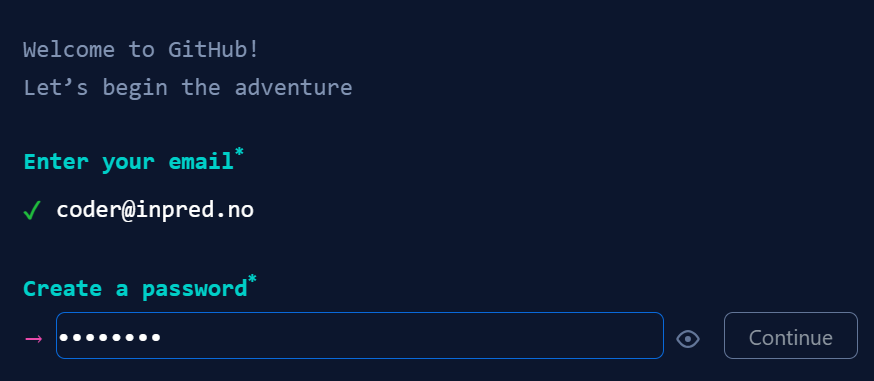 Welcome to GitHub!
Let’s begin the adventure
Enter your email*
✓ coder@inpred.no
Create a password*
→ •••••••• Continue